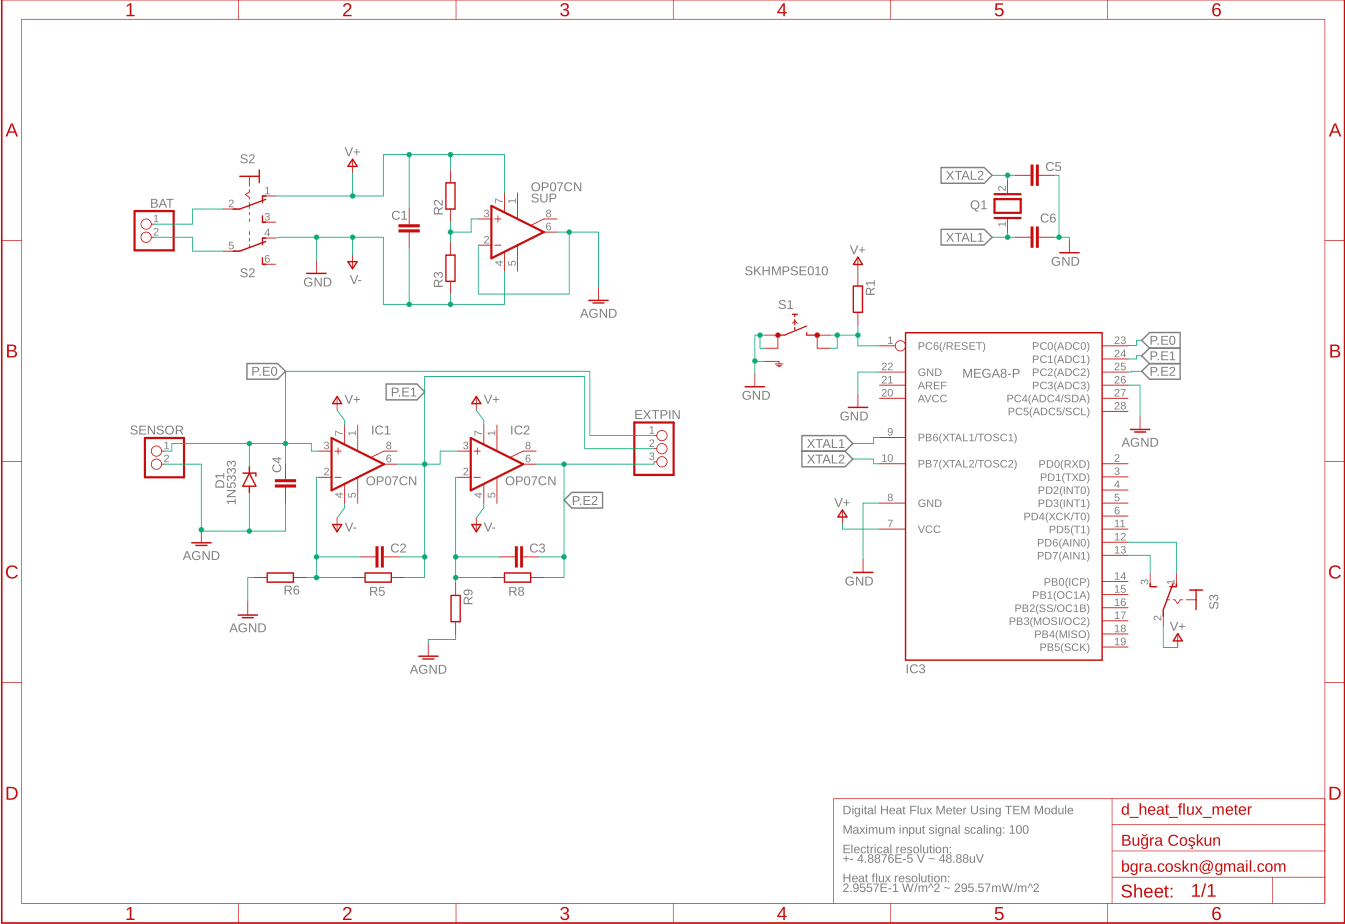 1 2 3 4 5 6
A
A
S2
V+
OP07CN
SUP
BAT
1
2
2
1
3
5
4
6
S2
GND
V-
C1
R2
R3
3
2
7
1
8
6
4
5
AGND
XTAL2
C5
Q1
2
1
C6
XTAL1
GND
SKHMPSE010
V+
R1
S1
GND
B
B
P.E0
P.E1
V+
V+
SENSOR
IC1
IC2
EXTPIN
1
2
1
2
3
3
2
7
1
8
6
4
5
3
2
7
1
8
6
4
5
D1
1N5333
C4
OP07CN
OP07CN
P.E2
V-
V-
AGND
C2
C3
R6
R5
R8
R9
AGND
AGND
1 PC6(/RESET)
22 GND
21 AREF
20 AVCC
MEGA8-P
GND
XTAL1
XTAL2
9 PB6(XTAL1/TOSC1)
10 PB7(XTAL2/TOSC2)
V+
8 GND
7 VCC
GND
PC0(ADC0) 23 P.E0
PC1(ADC1) 24 P.E1
PC2(ADC2) 25 P.E2
PC3(ADC3) 26
PC4(ADC4/SDA) 27
PC5(ADC5/SCL) 28
AGND
PD0(RXD) 2
PD1(TXD) 3
PD2(INT0) 4
PD3(INT1) 5
PD4(XCK/T0) 6
PD5(T1) 11
PD6(AIN0) 12
PD7(AIN1) 13
PB0(ICP) 14
PB1(OC1A) 15
PB2(SS/OC1B) 16
PB3(MOSI/OC2) 17
PB4(MISO) 18
PB5(SCK) 19
3
1
2
S3
V+
IC3
C
C
D
D
Digital Heat Flux Meter Using TEM Module
Maximum input signal scaling: 100
Electrical resolution:
+- 4.8876E-5 V ~ 48.88uV
Heat flux resolution:
2.9557E-1 W/m^2 ~ 295.57mW/m^2
d_heat_flux_meter
Buğra Coşkun
bgra.coskn@gmail.com
Sheet: 1/1
1 2 3 4 5 6